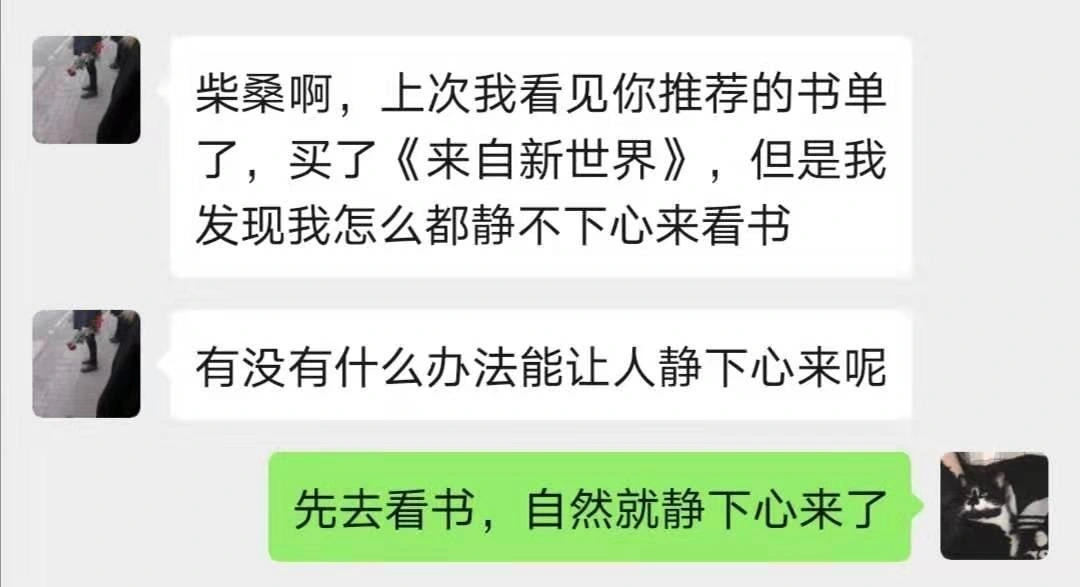 柴桑啊，上次我看见你推荐的书单
了，买了《来自新世界》，但是我
发现我怎么都静不下心来看书
有没有什么办法能让人静下心来呢
先去看书，自然就静下心来了